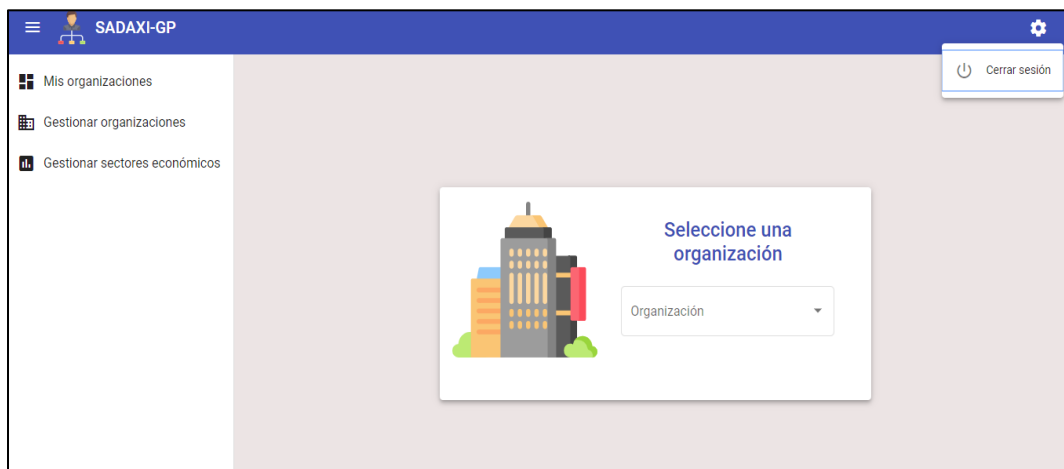 SADAXI-GP
Cerrar sesión
Mis organizaciones
Gestionar organizaciones
Gestionar sectores económicos
Seleccione una
organización
Organización